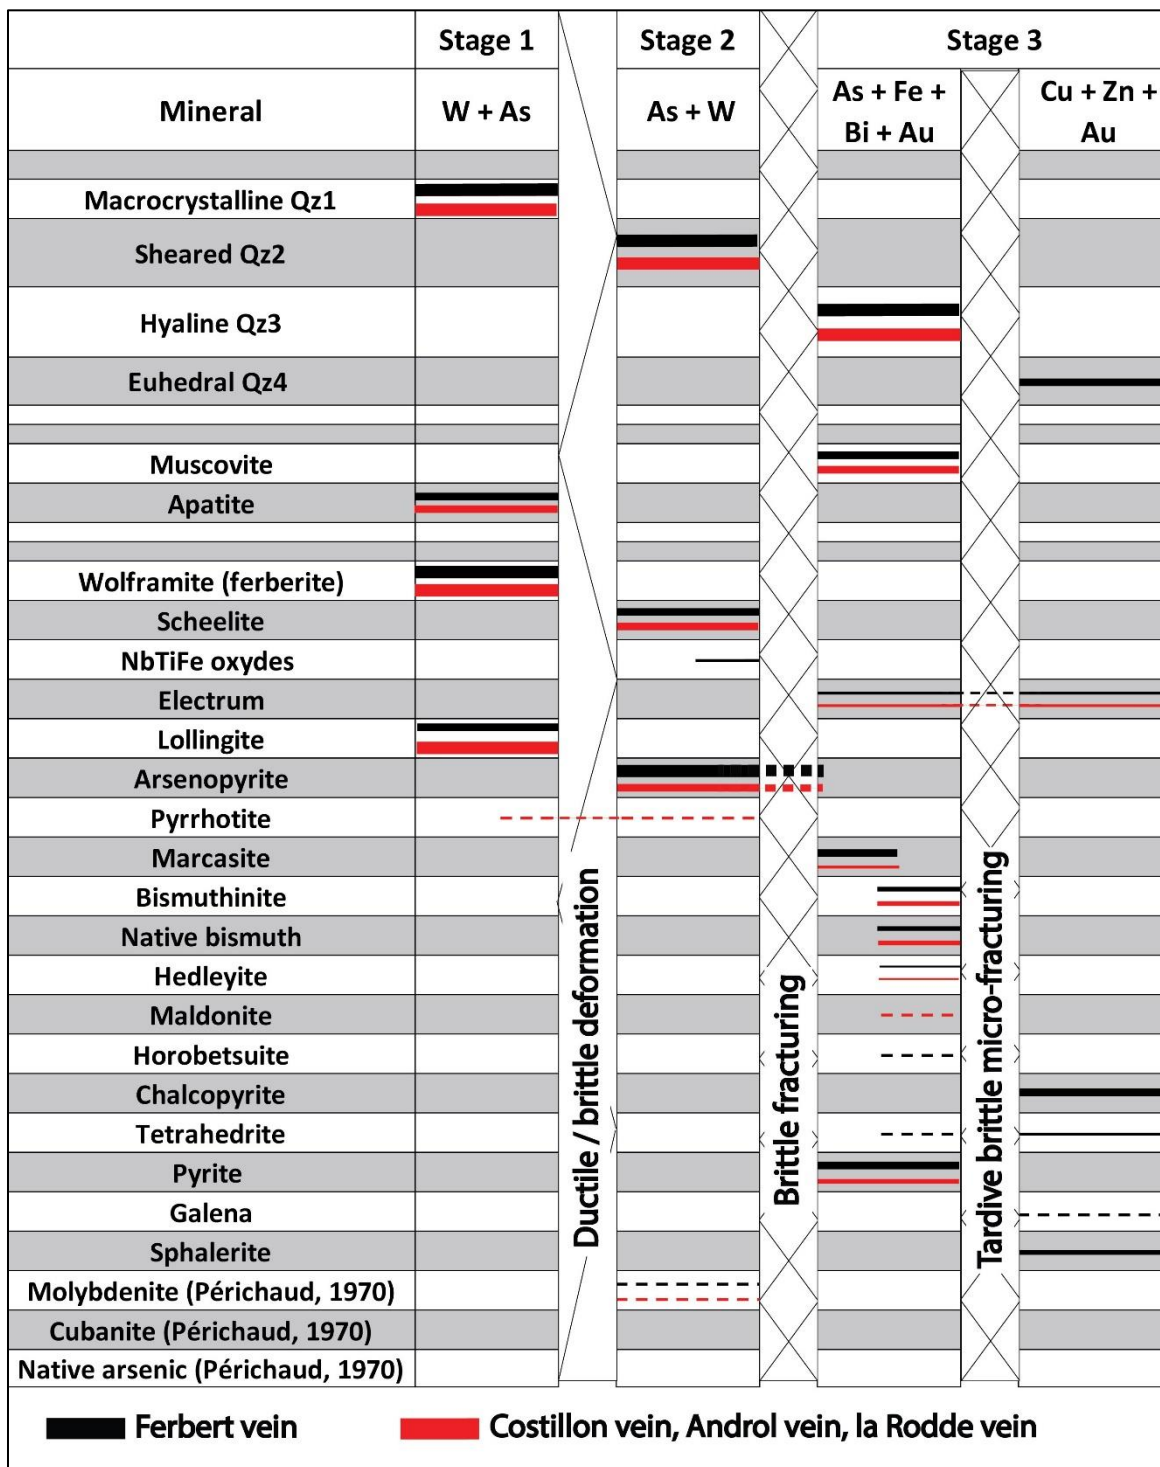 Stage 1
Stage 2
Stage 3
Mineral
W + As
As + W
As + Fe +
Bi + Au
Cu + Zn +
Au
Macrocrystalline Qz1
Sheared Qz2
Hyaline Qz3
Euhedral Qz4
Muscovite
Apatite
Wolframite (ferberite)
Scheelite
NbTiFe oxydes
Electrum
Lollingite
Arsenopyrite
Pyrrhotite
Marcasite
Bismuthinite
Native bismuth
Hedleyite
Maldonite
Horobetsuite
Chalcopyrite
Tetrahedrite
Pyrite
Galena
Sphalerite
Molybdenite (Périchaud, 1970)
Cubanite (Périchaud, 1970)
Native arsenic (Périchaud, 1970)
Ductile / brittle deformation
Brittle fracturing
Tardive brittle micro-fracturing
Ferbert vein
Costillon vein, Androl vein, la Rodde vein